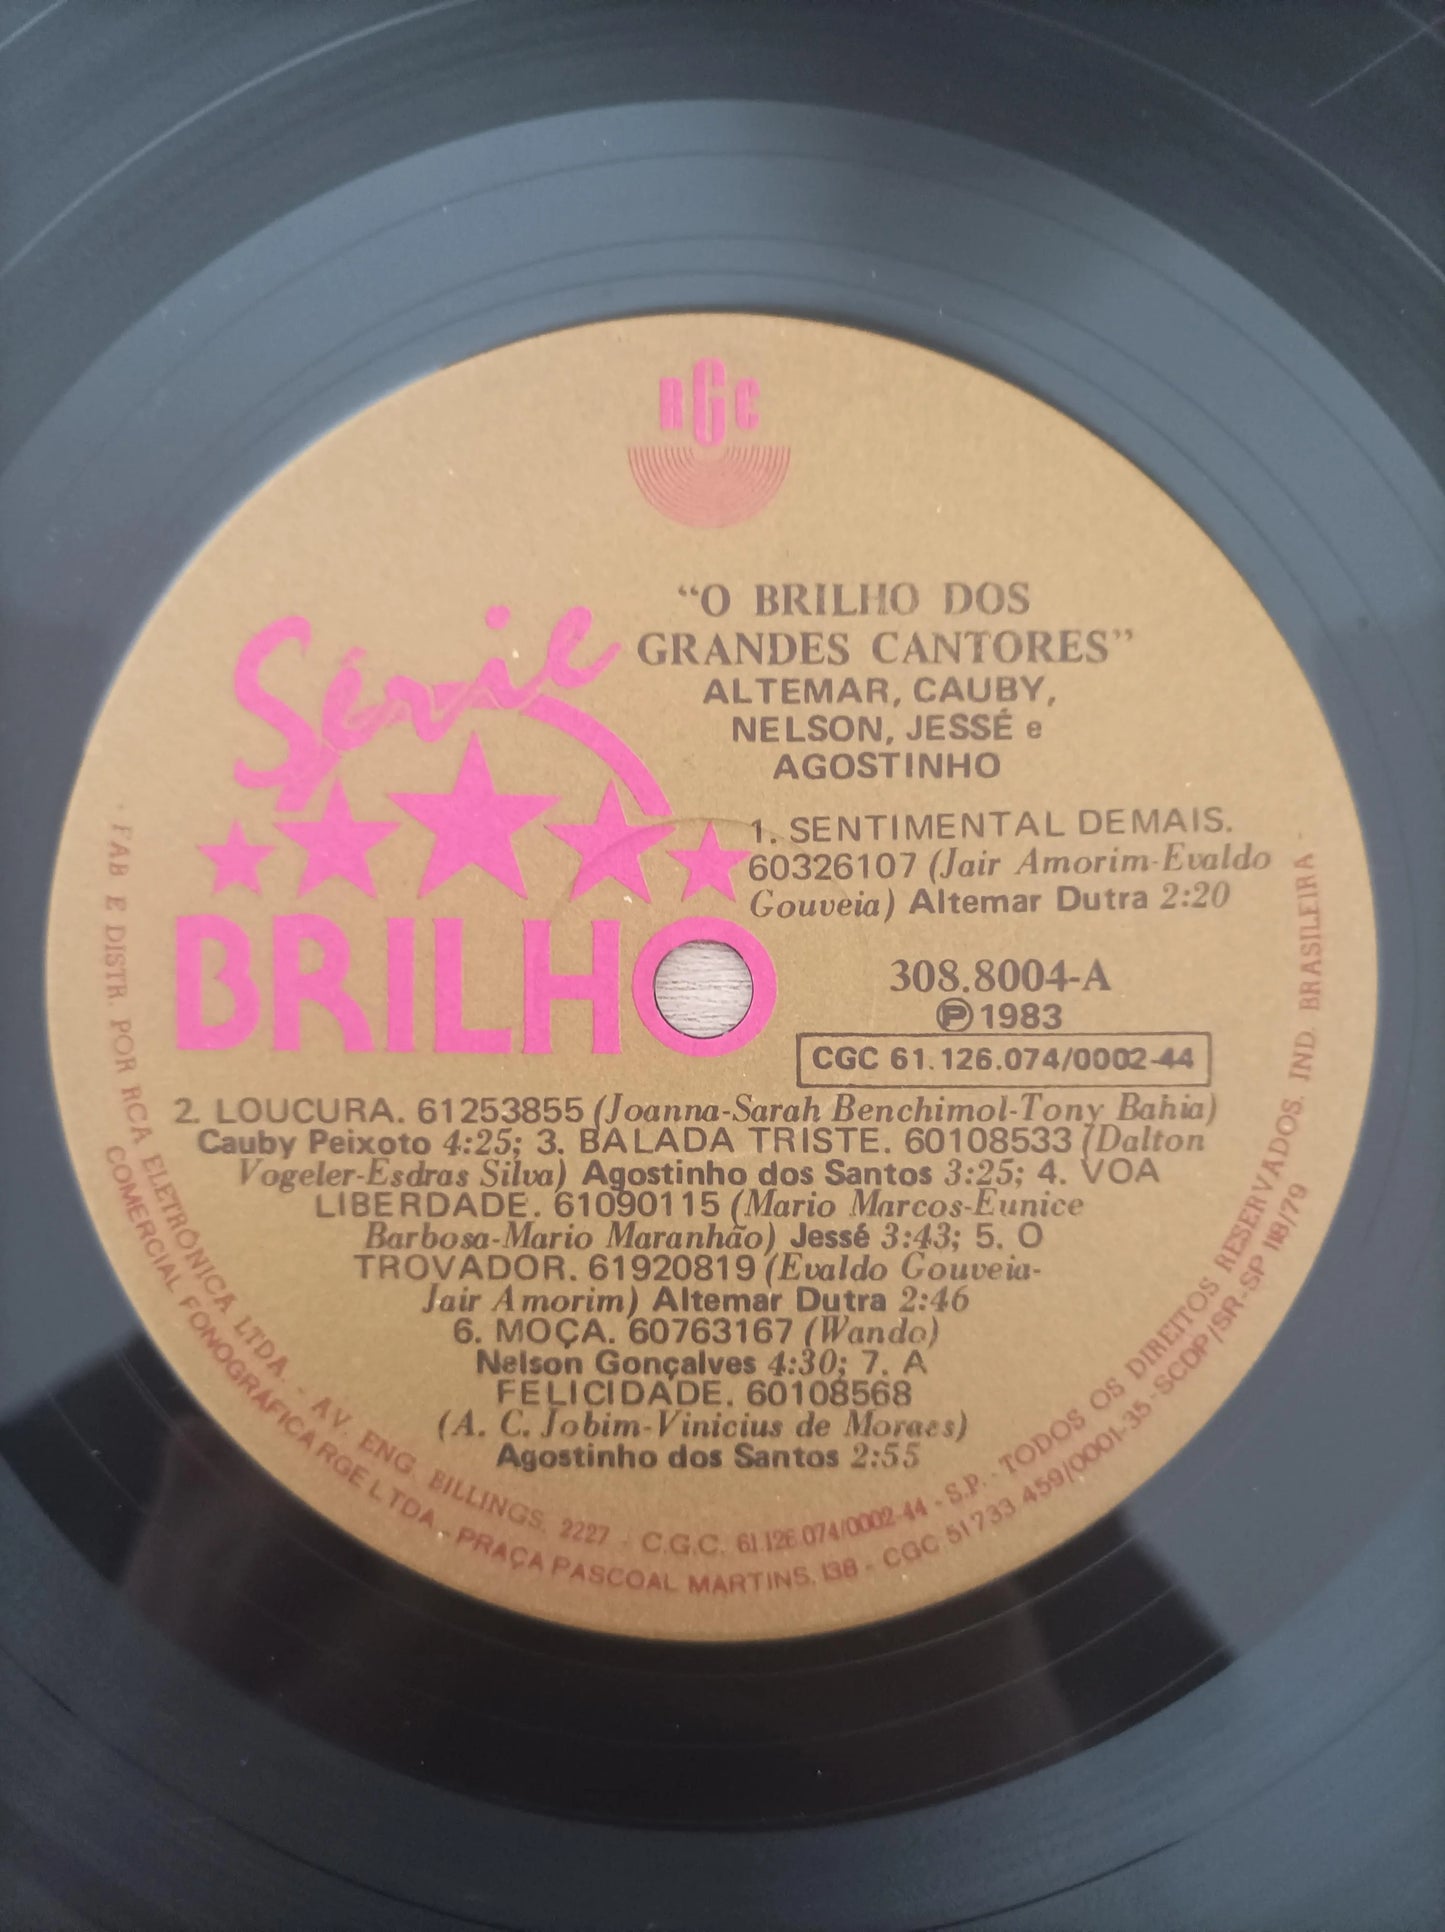 RGE
Série
BRILHO
“O BRILHO DOS
GRANDES CANTORES”
ALTEMAR, CAUBY,
NELSON, JESSÉ e
AGOSTINHO
1. SENTIMENTAL DEMAIS.
60326107 (Jair Amorim-Evaldo
Gouveia) Altemar Dutra 2:20
308.8004-A
Ⓟ 1983
CGC 61.126.074/0002-44
2. LOUCURA. 61253855 (Joanna-Sarah Benchimol-Tony Bahia)
Cauby Peixoto 4:25; 3. BALADA TRISTE. 60108533 (Dalton
Vogeler-Esdras Silva) Agostinho dos Santos 3:25; 4. VOA
LIBERDADE. 61090115 (Mario Marcos-Eunice
Barbosa-Mario Maranhão) Jessé 3:43; 5. O
TROVADOR. 61920819 (Evaldo Gouveia-
Jair Amorim) Altemar Dutra 2:46
6. MOÇA. 60763167 (Wando)
Nelson Gonçalves 4:30; 7. A
FELICIDADE. 60108568
(A. C. Jobim-Vinicius de Moraes)
Agostinho dos Santos 2:55
· FAB E DISTR. POR RCA ELETRÔNICA LTDA. - AV. ENG. BILLINGS, 2227 - C.G.C. 61.126.074/0002-44 - S.P. - TODOS OS DIREITOS RESERVADOS. IND. BRASILEIRA ·
COMERCIAL FONOGRÁFICA RGE LTDA. - PRAÇA PASCOAL MARTINS, 138 - CGC 51 733 459/0001-35 - SCDP/SR-SP 118/79